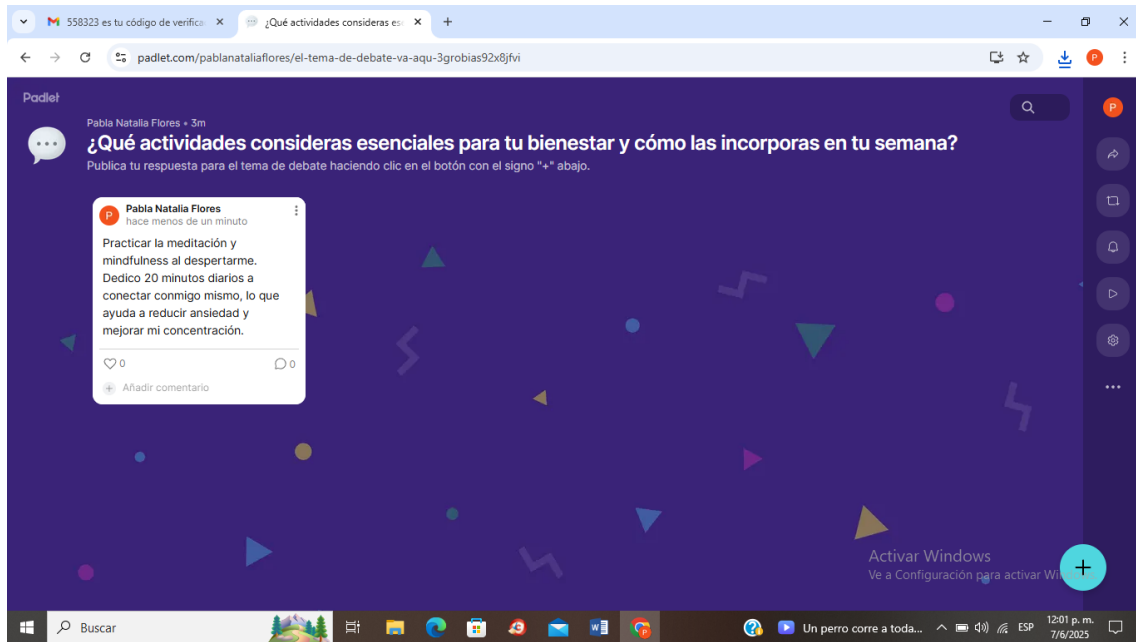 558323 es tu código de verifica
¿Qué actividades consideras ese
padlet.com/pablanataliaflores/el-tema-de-debate-va-aqu-3grobias92x8jfvi
P
Padlet
P
Pabla Natalia Flores • 3m
¿Qué actividades consideras esenciales para tu bienestar y cómo las incorporas en tu semana?
Publica tu respuesta para el tema de debate haciendo clic en el botón con el signo "+" abajo.
P
Pabla Natalia Flores
hace menos de un minuto
Practicar la meditación y
mindfulness al despertarme.
Dedico 20 minutos diarios a
conectar conmigo mismo, lo que
ayuda a reducir ansiedad y
mejorar mi concentración.
0
0
Añadir comentario
Activar Windows
Ve a Configuración para activar
Buscar
Un perro corre a toda...
ESP
12:01 p. m.
7/6/2025